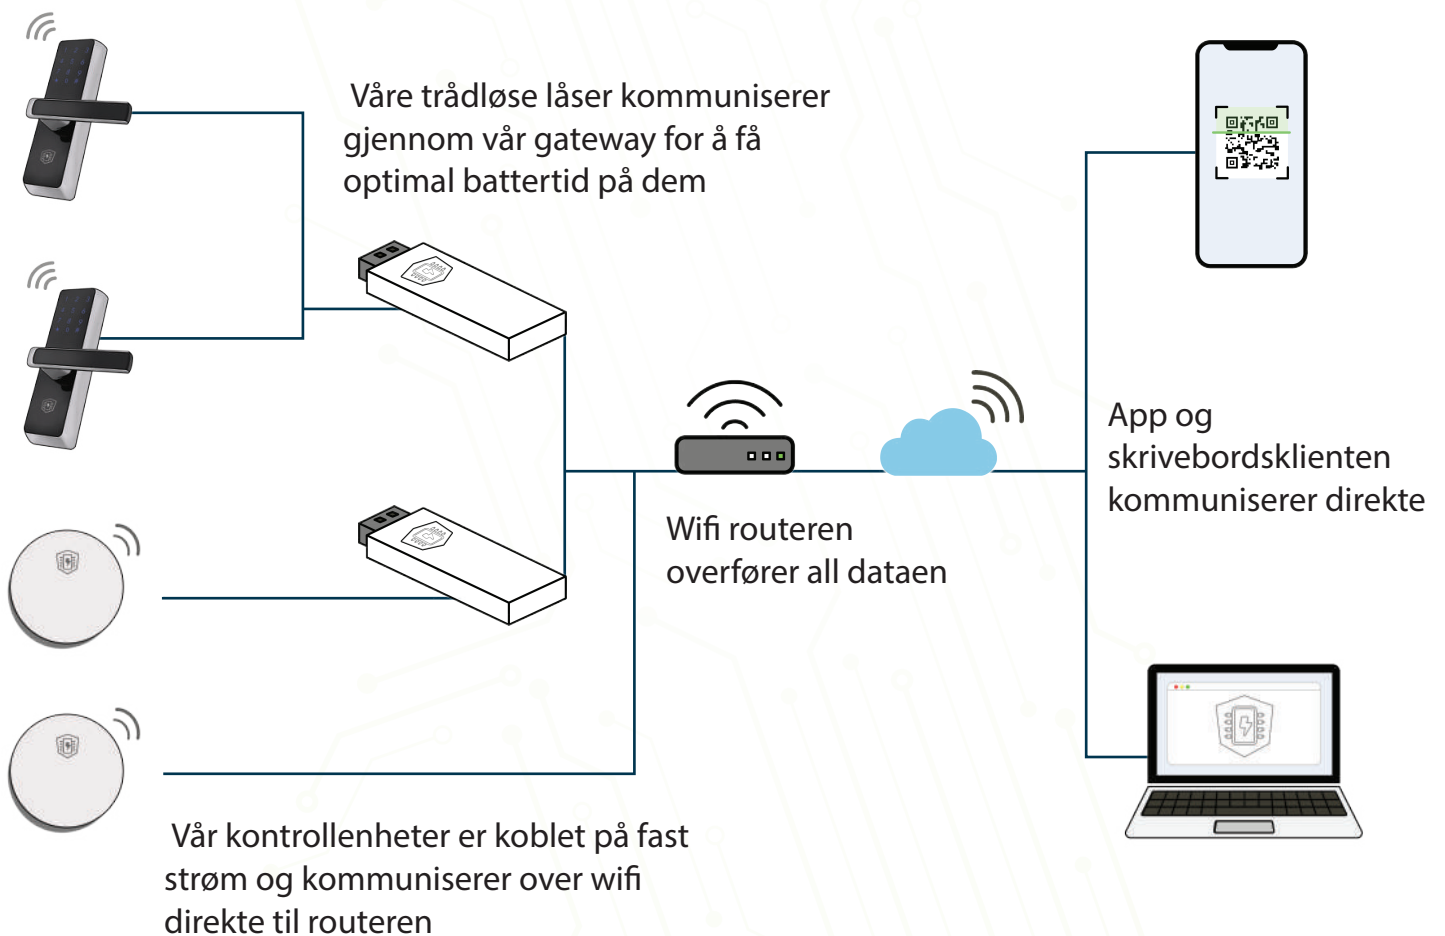 Våre trådløse låser kommuniserer
gjennom vår gateway for å få
optimal battertid på dem
App og
skrivebordsklienten
kommuniserer direkte
Wifi routeren
overfører all dataen
Vår kontrollenheter er koblet på fast
strøm og kommuniserer over wifi
direkte til routeren